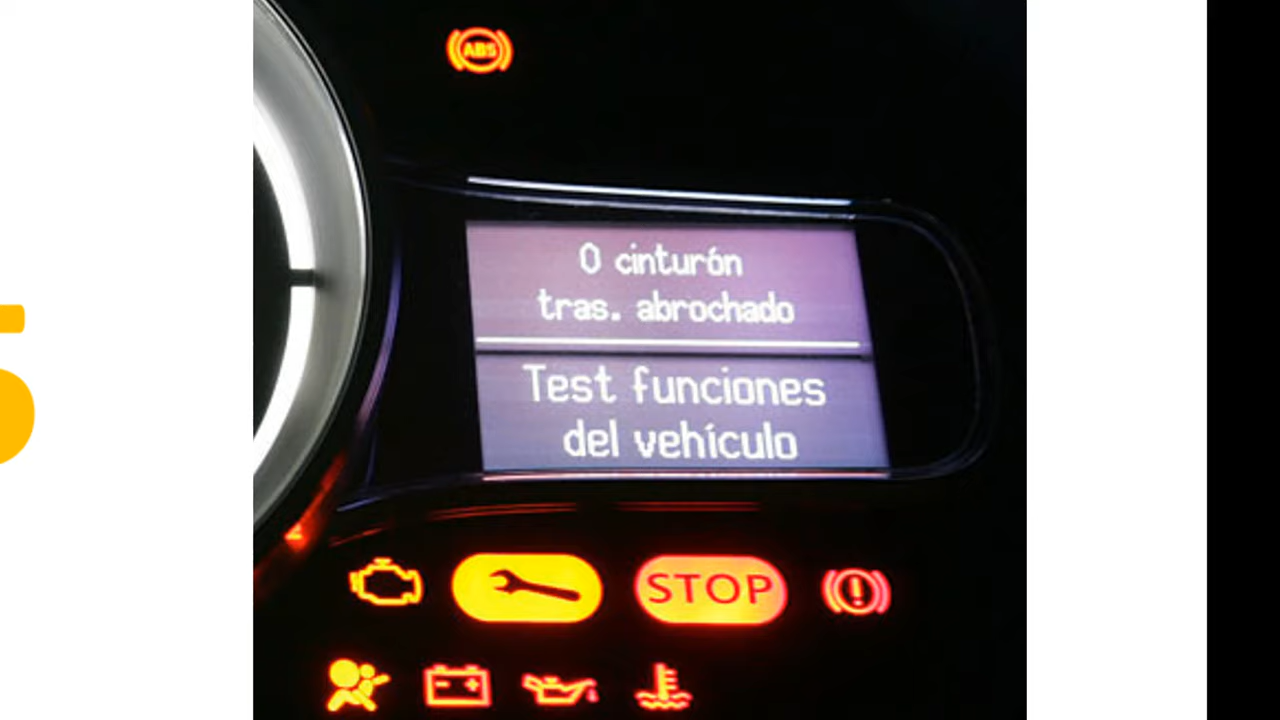 ABS
0 cinturón
tras. abrochado
Test funciones
del vehículo
STOP